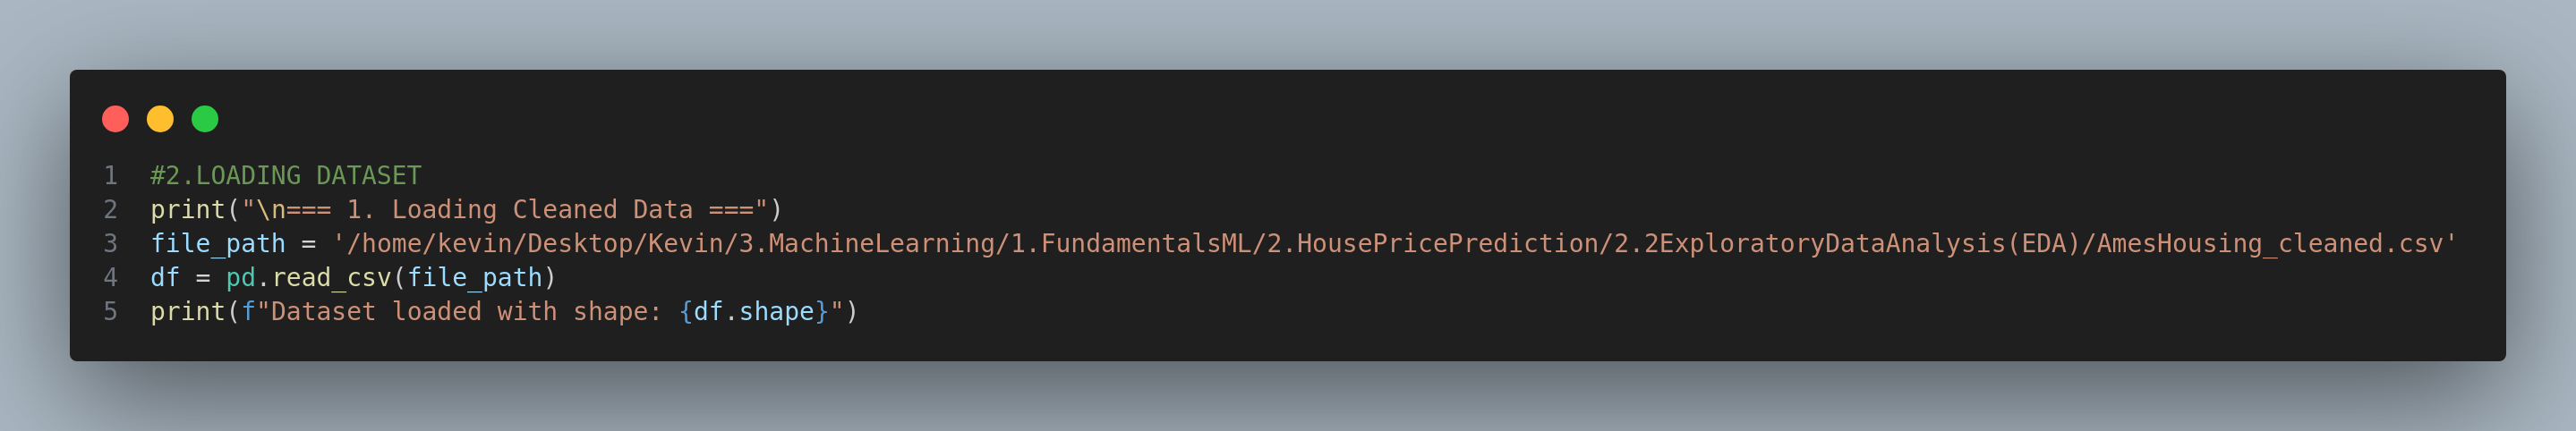 1 #2.LOADING DATASET
2 print("\n=== 1. Loading Cleaned Data ===")
3 file_path = '/home/kevin/Desktop/Kevin/3.MachineLearning/1.FundamentalsML/2.HousePricePrediction/2.2ExploratoryDataAnalysis(EDA)/AmesHousing_cleaned.csv'
4 df = pd.read_csv(file_path)
5 print(f"Dataset loaded with shape: {df.shape}")